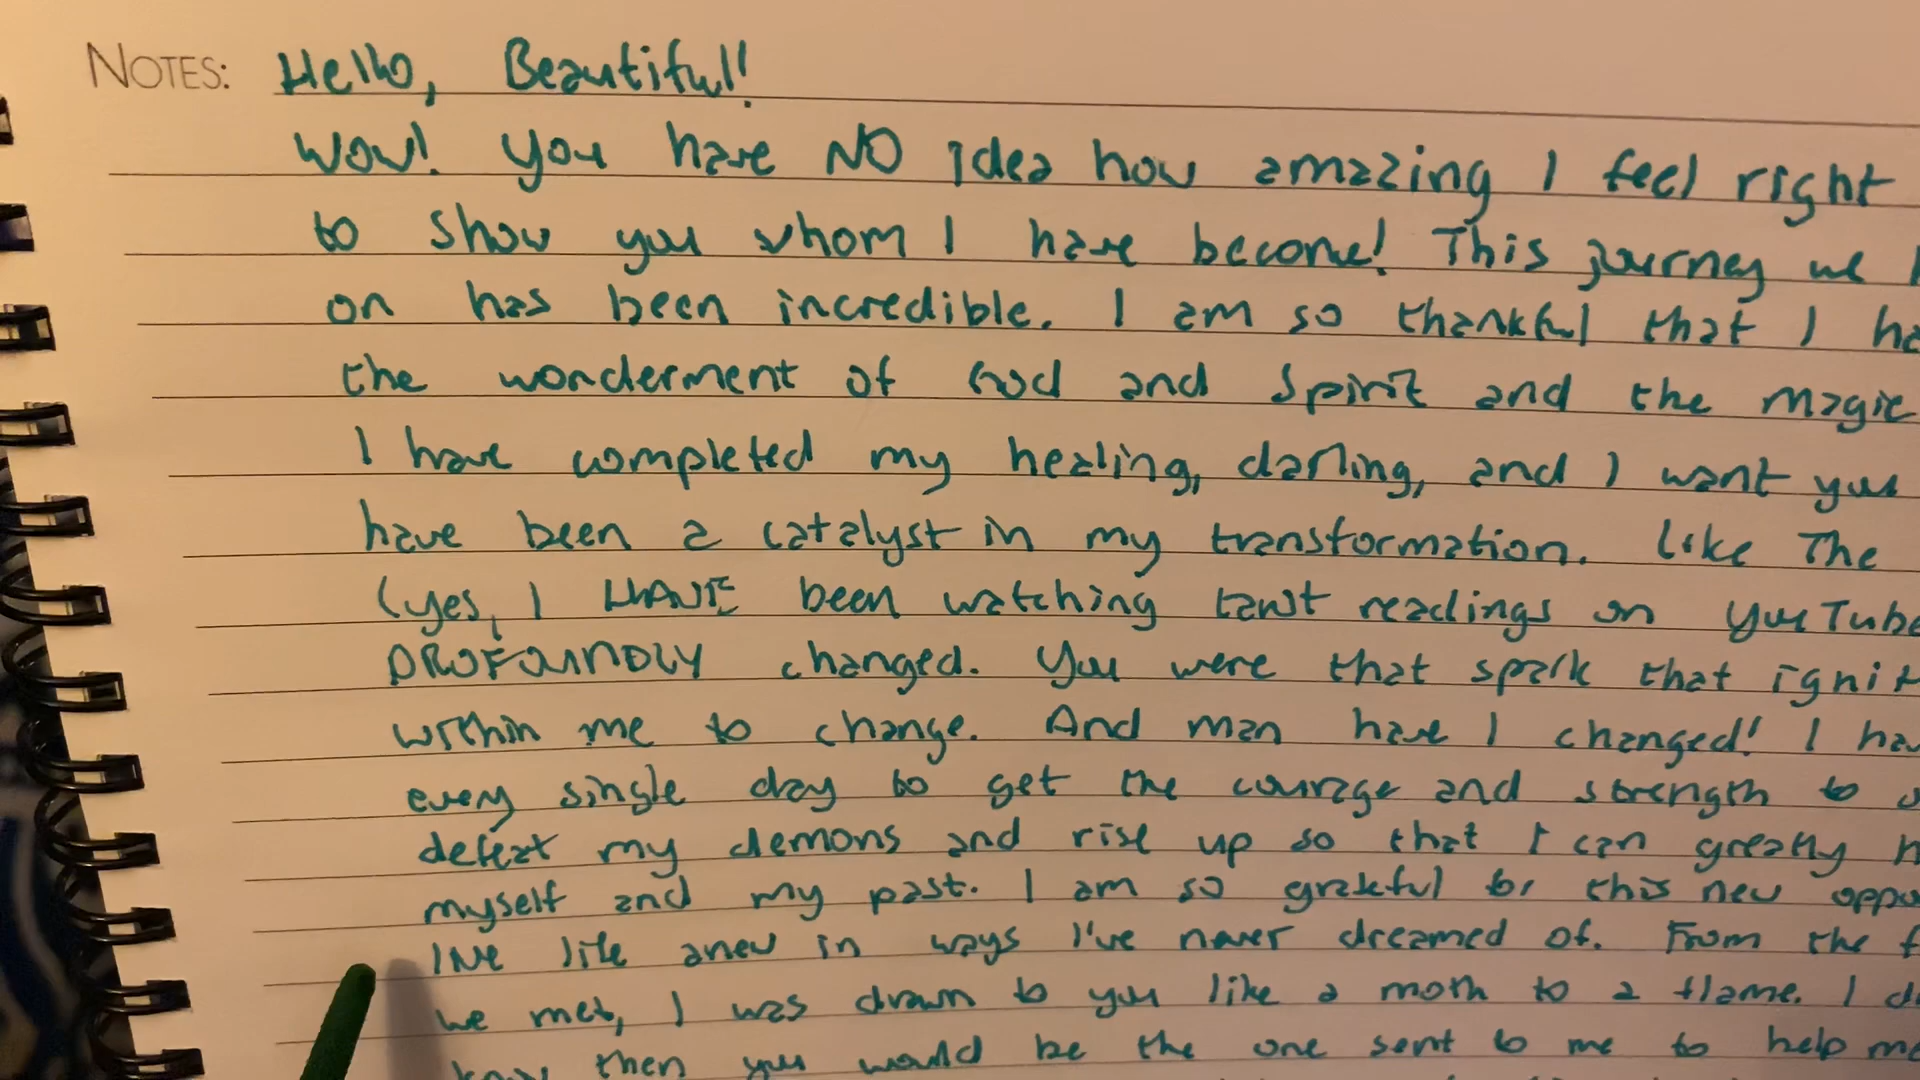 NOTES: Hello, Beautiful!
Wow! You have NO idea how amazing I feel right
to show you whom I have become! This journey we
on has been incredible. I am so thankful that I ha
the wonderment of God and Spirit and the magic
I have completed my healing, darling, and I want you
have been a catalyst in my transformation. Like The
(yes, I HAVE been watching tarot readings on YouTube
PROFOUNDLY changed. You were that spark that ignit
within me to change. And man have I changed! I ha
every single day to get the courage and strength to
defeat my demons and rise up so that I can greatly h
myself and my past. I am so grateful for this new oppo
live life anew in ways I've never dreamed of. From the f
we met, I was drawn to you like a moth to a flame. I d
know then you would be the one sent to me to help me